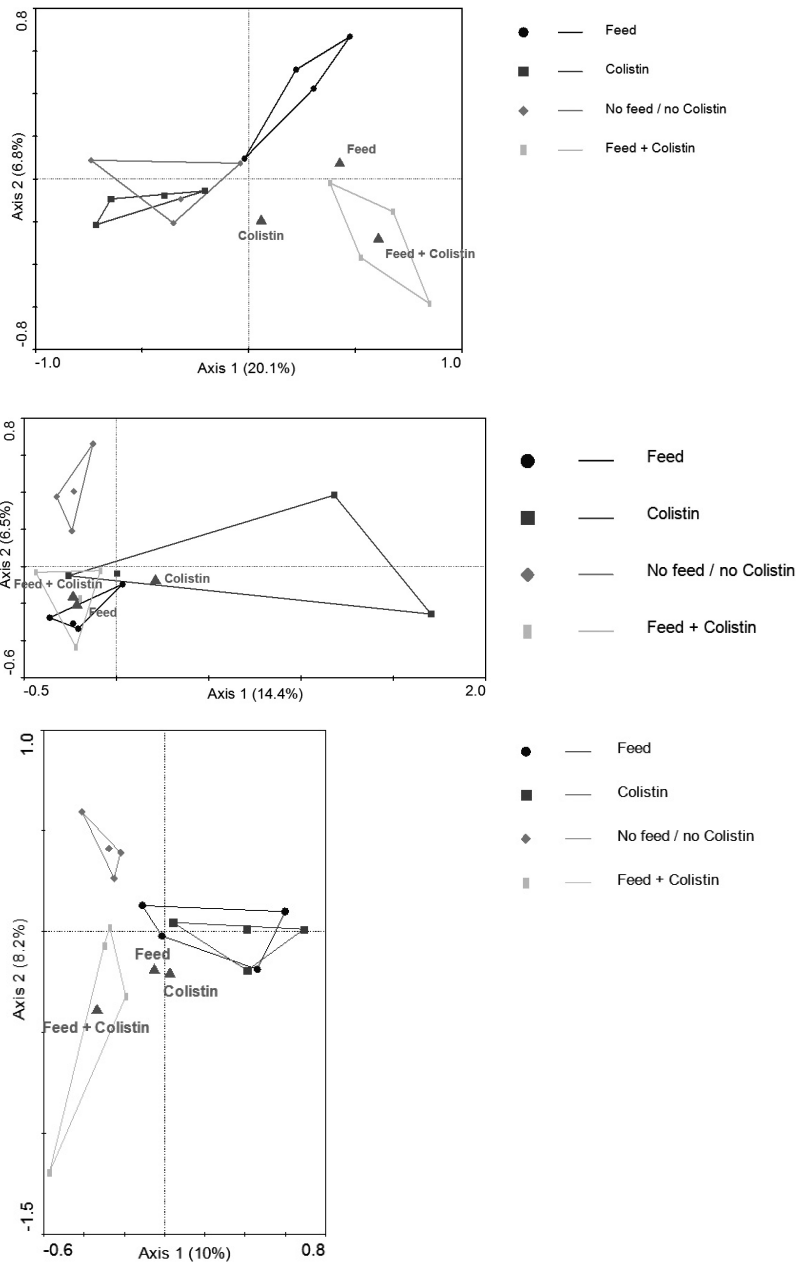 0.8
Feed
Colistin
No feed / no Colistin
Feed + Colistin
Axis 2 (6.8%)
Feed
Colistin
Feed + Colistin
-0.8
-1.0
Axis 1 (20.1%)
1.0
0.8
Feed
Colistin
No feed / no Colistin
Feed + Colistin
Axis 2 (6.5%)
Colistin
Feed + Colistin
Feed
-0.6
-0.5
Axis 1 (14.4%)
2.0
1.0
Feed
Colistin
No feed / no Colistin
Feed + Colistin
Axis 2 (8.2%)
Feed
Colistin
Feed + Colistin
-1.5
-0.6
Axis 1 (10%)
0.8